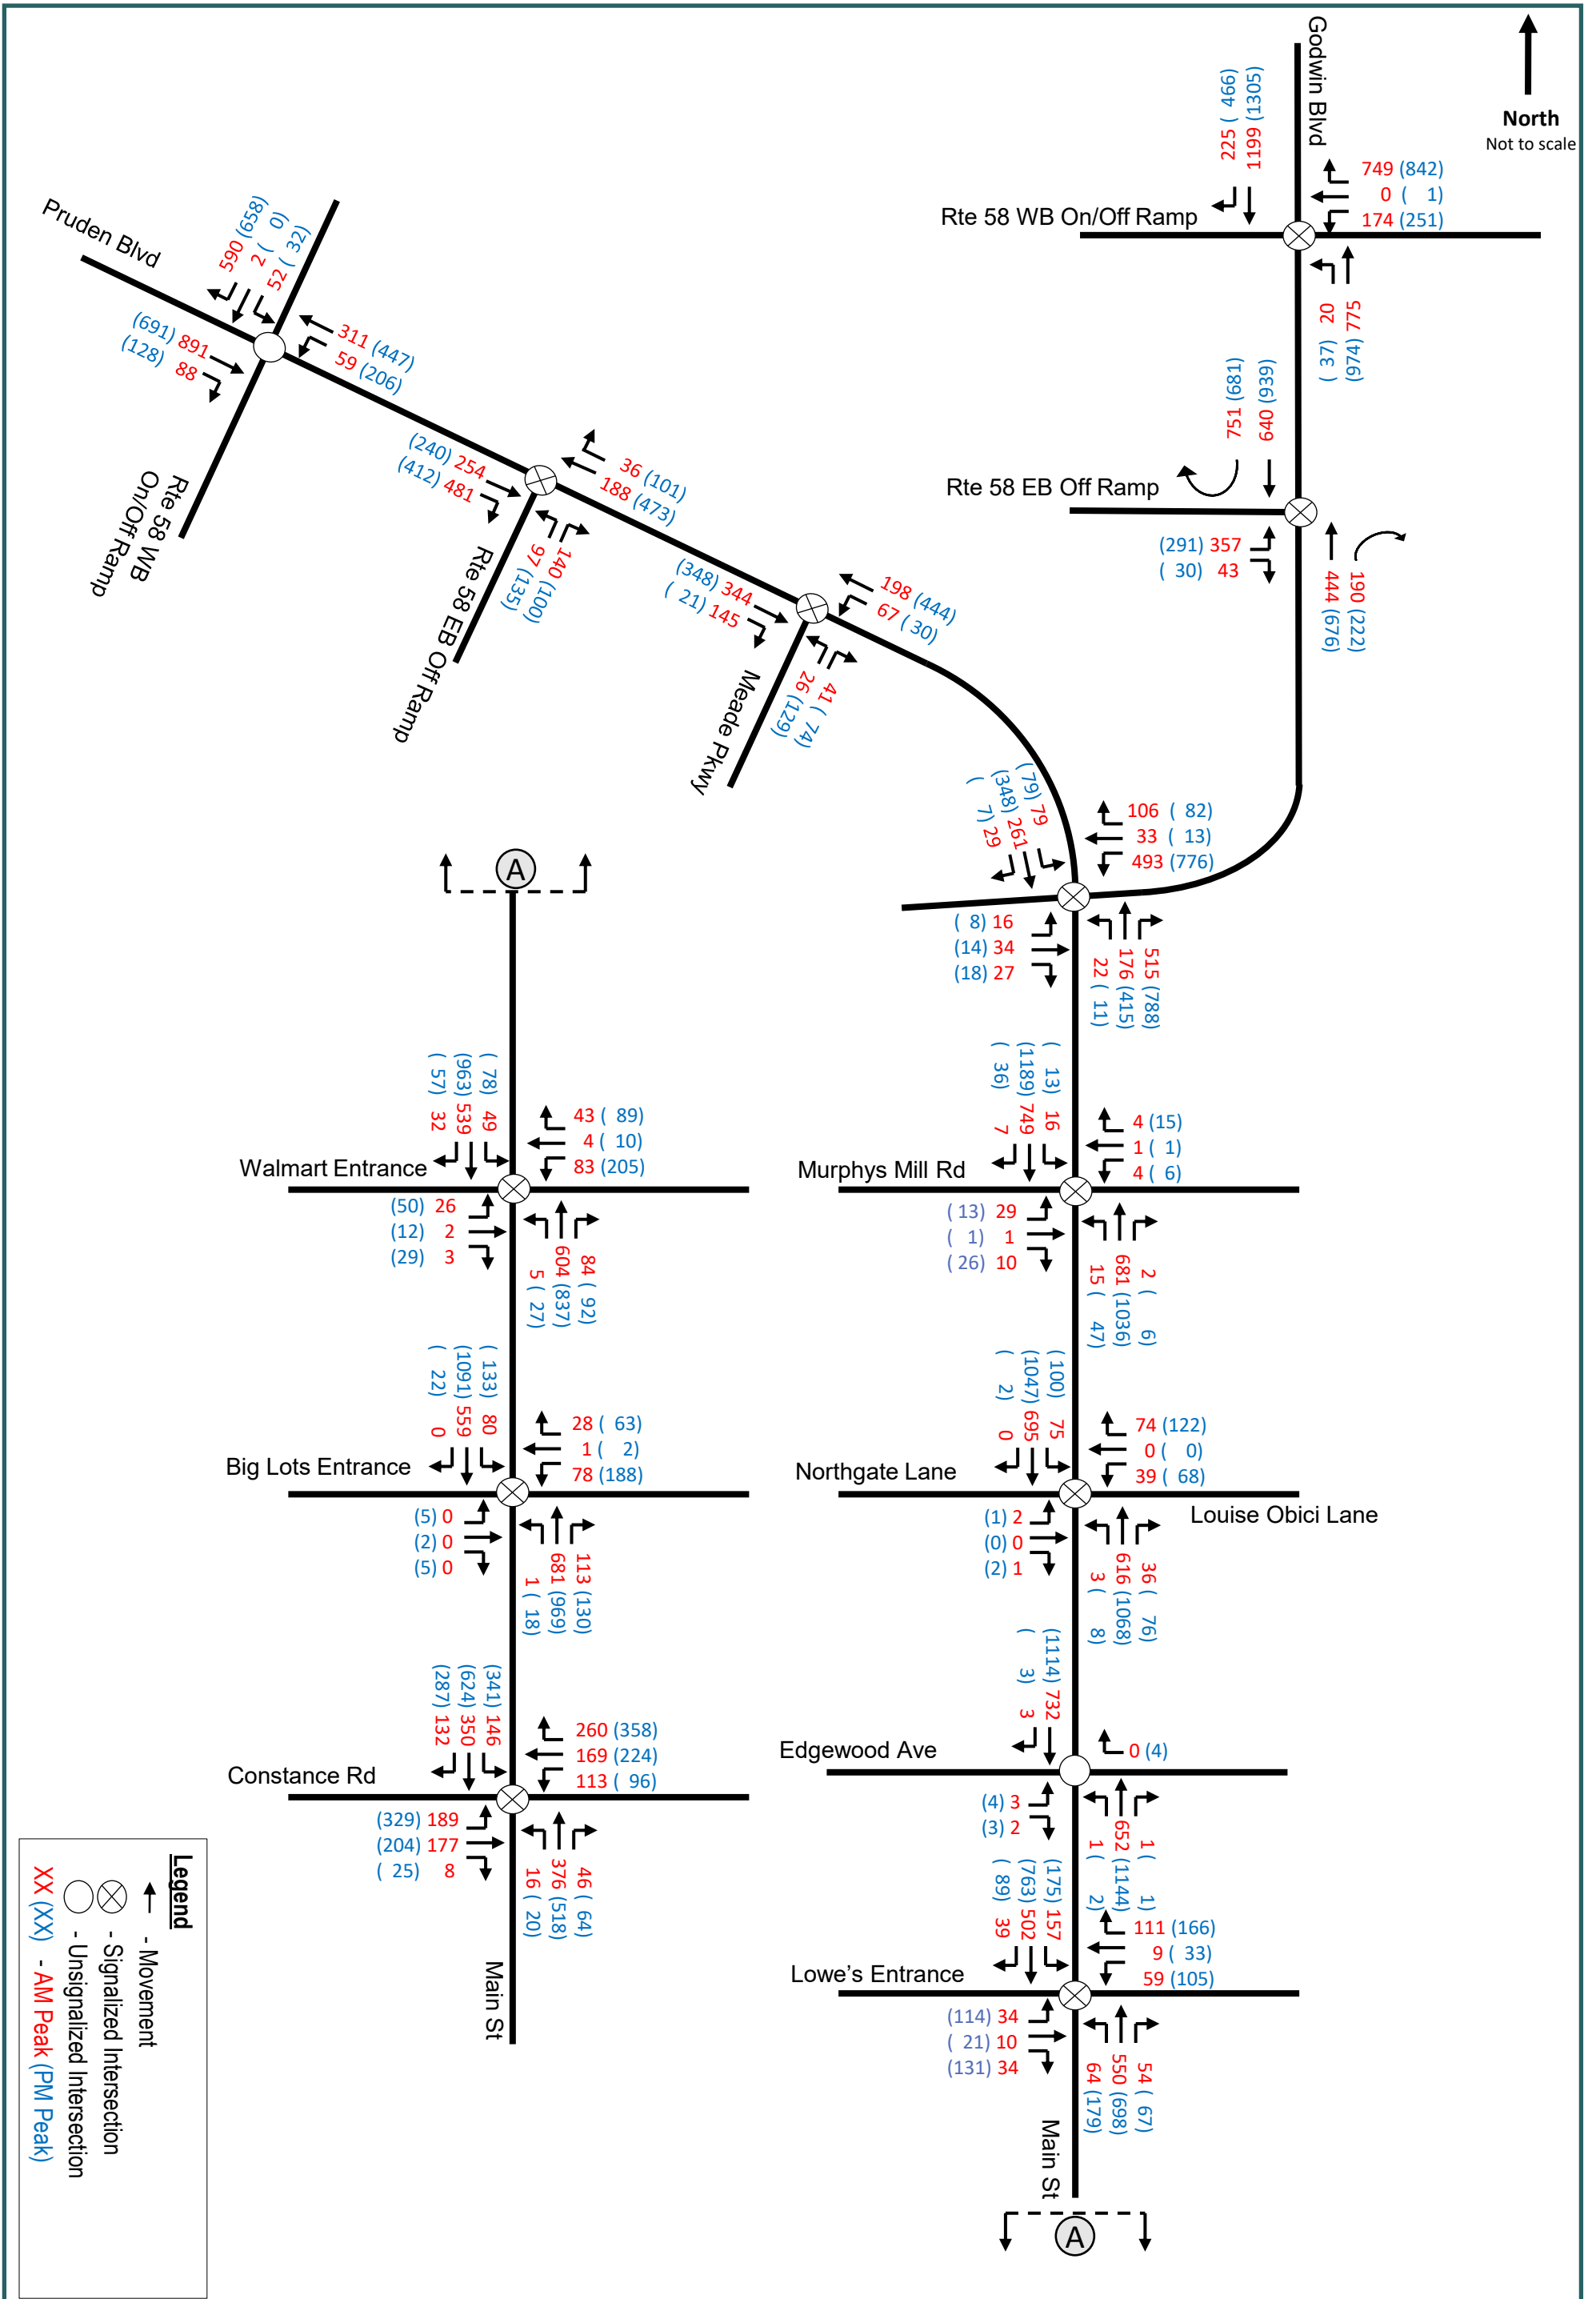 North
Not to scale
Godwin Blvd
225 ( 466)
1199 (1305)
749 (842)
0 ( 1)
174 (251)
Rte 58 WB On/Off Ramp
( 37) 20
(974) 775
751 (681)
640 (939)
Rte 58 EB Off Ramp
(291) 357
( 30) 43
444 (676)
190 (222)
Pruden Blvd
590 (658)
2 ( 0)
52 ( 32)
311 (447)
59 (206)
(691) 891
(128) 88
Rte 58 WB
On/Off Ramp
(240) 254
(412) 481
36 (101)
188 (473)
97 (135)
140 (100)
Rte 58 EB Off Ramp
(348) 344
( 21) 145
198 (444)
67 ( 30)
26 (129)
41 ( 74)
Meade Pkwy
( 79) 79
(348) 261
( 7) 29
106 ( 82)
33 ( 13)
493 (776)
( 8) 16
(14) 34
(18) 27
515 (788)
176 (415)
22 ( 11)
( 13) 16
(1189) 749
( 36) 7
4 (15)
1 ( 1)
4 ( 6)
Murphys Mill Rd
( 13) 29
( 1) 1
( 26) 10
2 ( 6)
681 (1036)
15 ( 47)
(100) 75
(1047) 695
( 2) 0
74 (122)
0 ( 0)
39 ( 68)
Northgate Lane
Louise Obici Lane
(1) 2
(0) 0
(2) 1
36 ( 76)
616 (1068)
3 ( 8)
(1114) 732
( 3) 3
Edgewood Ave
0 (4)
(4) 3
(3) 2
1 ( 1)
652 (1144)
1 ( 2)
(175) 157
(763) 502
( 89) 39
111 (166)
9 ( 33)
59 (105)
Lowe's Entrance
(114) 34
( 21) 10
(131) 34
54 ( 67)
550 (698)
64 (179)
Main St
A
A
( 78) 49
(963) 539
( 57) 32
43 ( 89)
4 ( 10)
83 (205)
Walmart Entrance
(50) 26
(12) 2
(29) 3
84 ( 92)
604 (837)
5 ( 27)
( 133) 80
(1091) 559
( 22) 0
28 ( 63)
1 ( 2)
78 (188)
Big Lots Entrance
(5) 0
(2) 0
(5) 0
113 (130)
681 (969)
1 ( 18)
(341) 146
(624) 350
(287) 132
260 (358)
169 (224)
113 ( 96)
Constance Rd
(329) 189
(204) 177
( 25) 8
46 ( 64)
376 (518)
16 ( 20)
Main St
Legend
- Movement
- Signalized Intersection
- Unsignalized Intersection
XX (XX) - AM Peak (PM Peak)